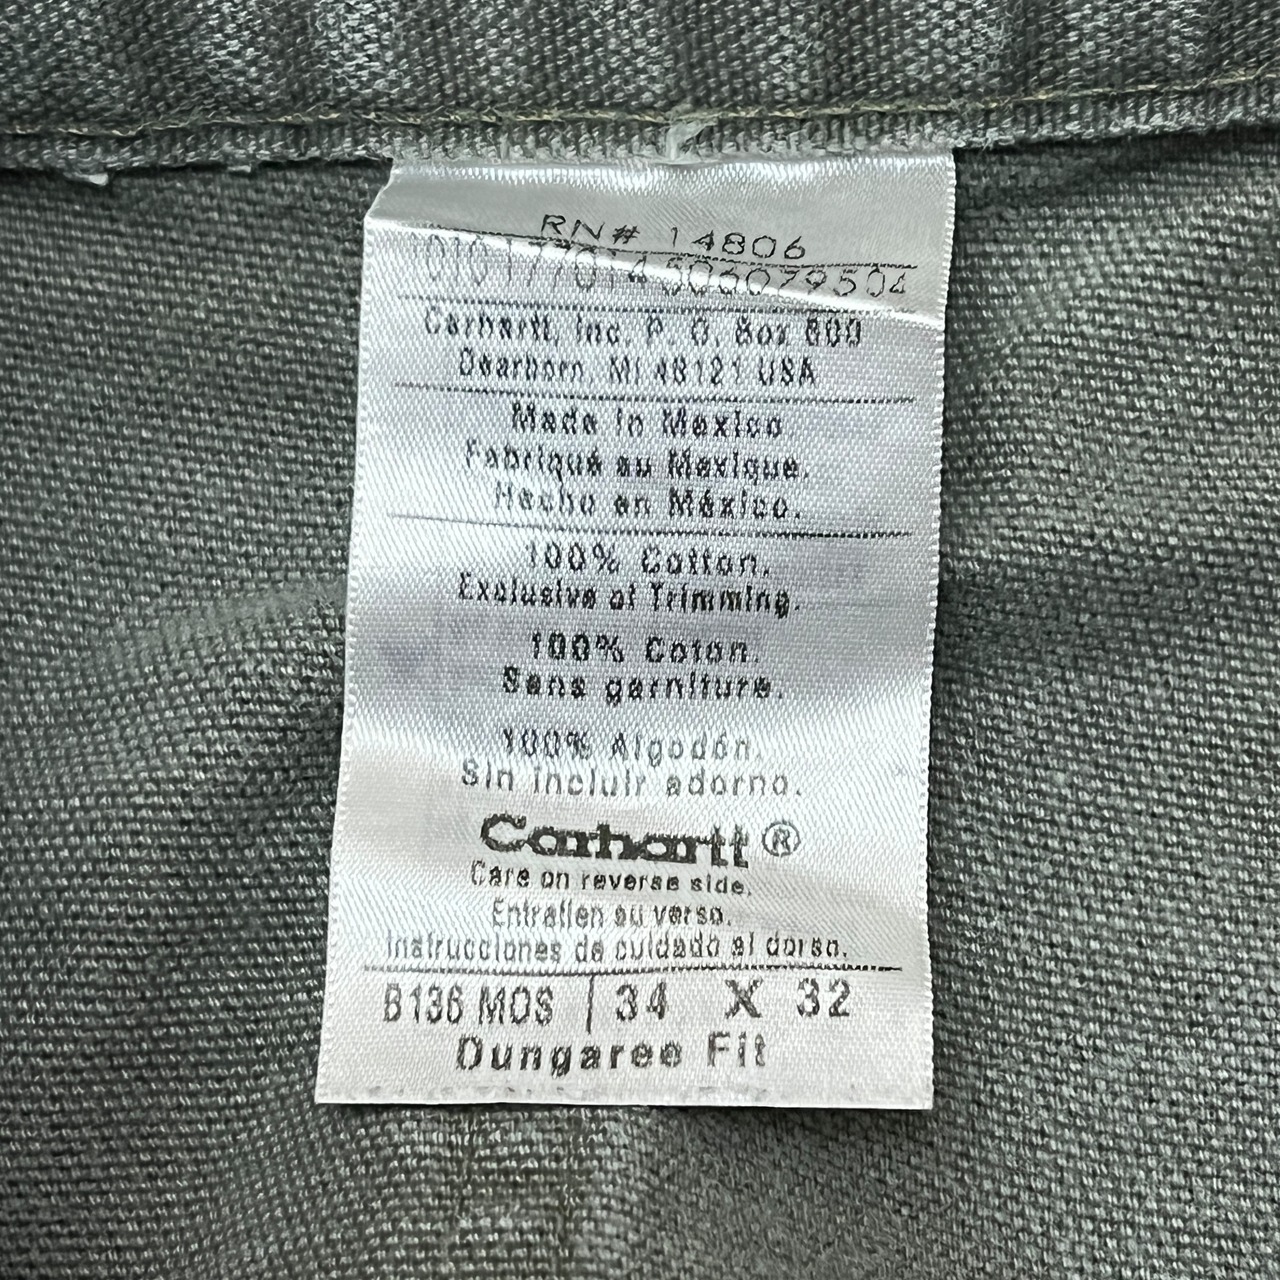 RN# 14806
1010177014506079504
Carhartt, Inc. P. O. Box 600
Dearborn, MI 48121 USA
Made in Mexico
Fabriqué au Mexique.
Hecho en México.
100% Cotton.
Exclusive of Trimming.
100% Coton.
Sans garniture.
100% Algodón.
Sin incluir adorno.
Carhartt®
Care on reverse side.
Entretien au verso.
Instrucciones de cuidado al dorso.
B136 MOS | 34 X 32
Dungaree Fit